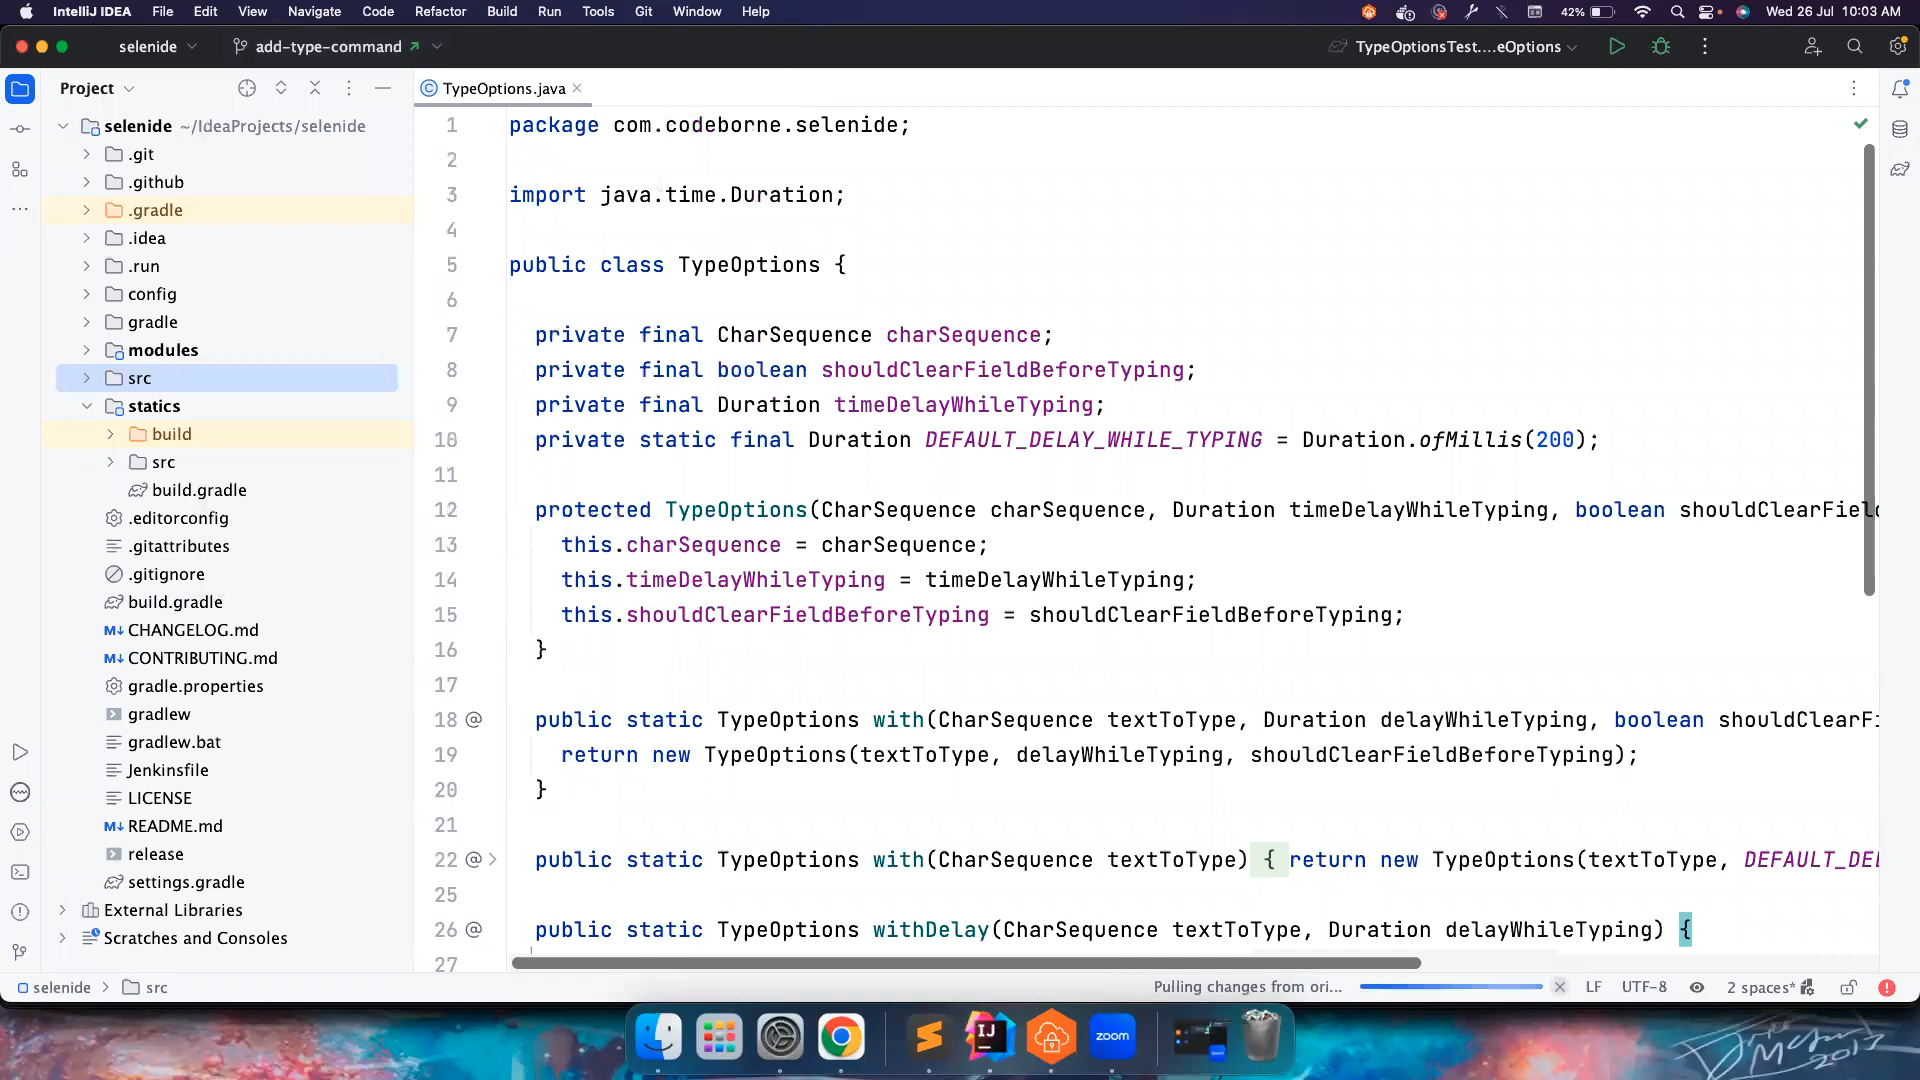 IntelliJ IDEA File Edit View Navigate Code Refactor Build Run Tools Git Window Help 42% Wed 26 Jul 10:03 AM
selenide add-type-command TypeOptionsTest....eOptions
Project TypeOptions.java
selenide ~/IdeaProjects/selenide
.git
.github
.gradle
.idea
.run
config
gradle
modules
src
statics
build
src
build.gradle
.editorconfig
.gitattributes
.gitignore
build.gradle
M↓ CHANGELOG.md
M↓ CONTRIBUTING.md
gradle.properties
gradlew
gradlew.bat
Jenkinsfile
LICENSE
M↓ README.md
release
settings.gradle
External Libraries
Scratches and Consoles
1 package com.codeborne.selenide;
2
3 import java.time.Duration;
4
5 public class TypeOptions {
6
7 private final CharSequence charSequence;
8 private final boolean shouldClearFieldBeforeTyping;
9 private final Duration timeDelayWhileTyping;
10 private static final Duration DEFAULT_DELAY_WHILE_TYPING = Duration.ofMillis(200);
11
12 protected TypeOptions(CharSequence charSequence, Duration timeDelayWhileTyping, boolean shouldClearField
13 this.charSequence = charSequence;
14 this.timeDelayWhileTyping = timeDelayWhileTyping;
15 this.shouldClearFieldBeforeTyping = shouldClearFieldBeforeTyping;
16 }
17
18 @ public static TypeOptions with(CharSequence textToType, Duration delayWhileTyping, boolean shouldClearFi
19 return new TypeOptions(textToType, delayWhileTyping, shouldClearFieldBeforeTyping);
20 }
21
22 @ public static TypeOptions with(CharSequence textToType) { return new TypeOptions(textToType, DEFAULT_DEL
25
26 @ public static TypeOptions withDelay(CharSequence textToType, Duration delayWhileTyping) {
27
selenide src Pulling changes from ori... LF UTF-8 2 spaces*
IJ zoom
2017